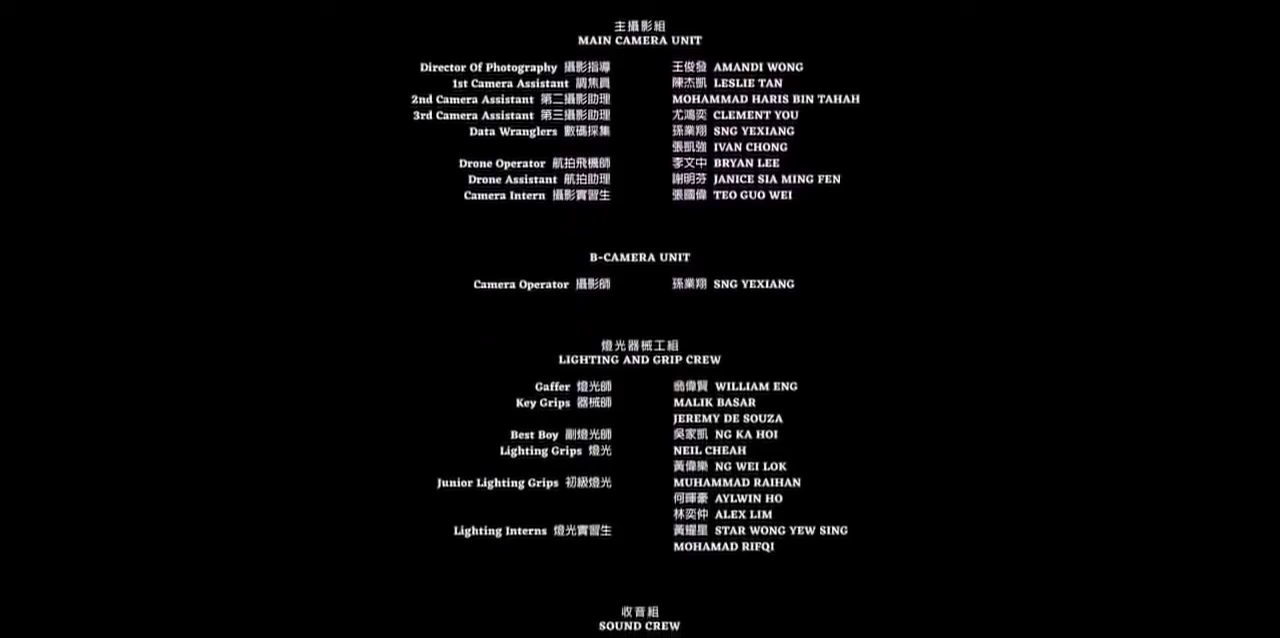 主攝影組
MAIN CAMERA UNIT
Director Of Photography 攝影指導 王俊發 AMANDI WONG
1st Camera Assistant 調焦員 陳杰凱 LESLIE TAN
2nd Camera Assistant 第二攝影助理 MOHAMMAD HARIS BIN TAHAH
3rd Camera Assistant 第三攝影助理 尤鴻奕 CLEMENT YOU
Data Wranglers 數碼採集 孫業翔 SNG YEXIANG
張凱強 IVAN CHONG
Drone Operator 航拍飛機師 李文中 BRYAN LEE
Drone Assistant 航拍助理 謝明芬 JANICE SIA MING FEN
Camera Intern 攝影實習生 張國偉 TEO GUO WEI
B-CAMERA UNIT
Camera Operator 攝影師 孫業翔 SNG YEXIANG
燈光器械工組
LIGHTING AND GRIP CREW
Gaffer 燈光師 翁偉賢 WILLIAM ENG
Key Grips 器械師 MALIK BASAR
JEREMY DE SOUZA
Best Boy 副燈光師 吳家凱 NG KA HOI
Lighting Grips 燈光 NEIL CHEAH
黃偉樂 NG WEI LOK
Junior Lighting Grips 初級燈光 MUHAMMAD RAIHAN
何暉豪 AYLWIN HO
林奕仲 ALEX LIM
Lighting Interns 燈光實習生 黃耀星 STAR WONG YEW SING
MOHAMAD RIFQI
收音組
SOUND CREW